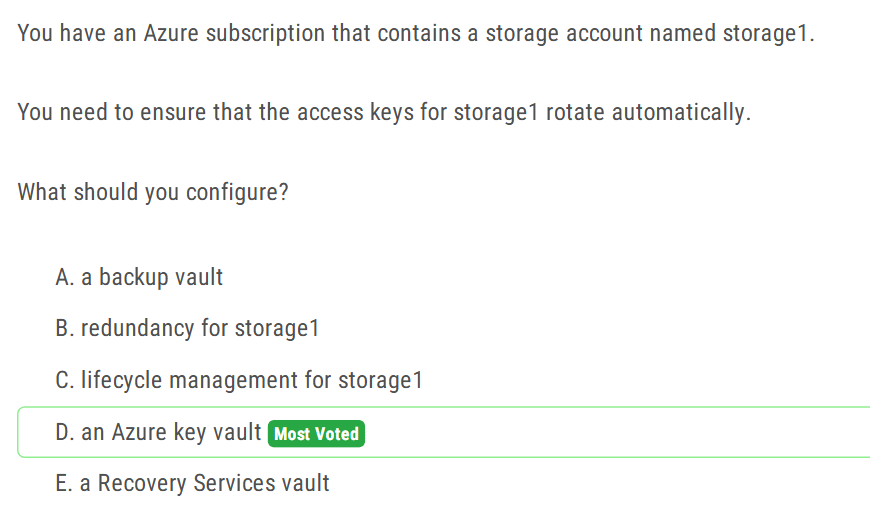 You have an Azure subscription that contains a storage account named storage1.
You need to ensure that the access keys for storage1 rotate automatically.
What should you configure?
A. a backup vault
B. redundancy for storage1
C. lifecycle management for storage1
D. an Azure key vault Most Voted
E. a Recovery Services vault